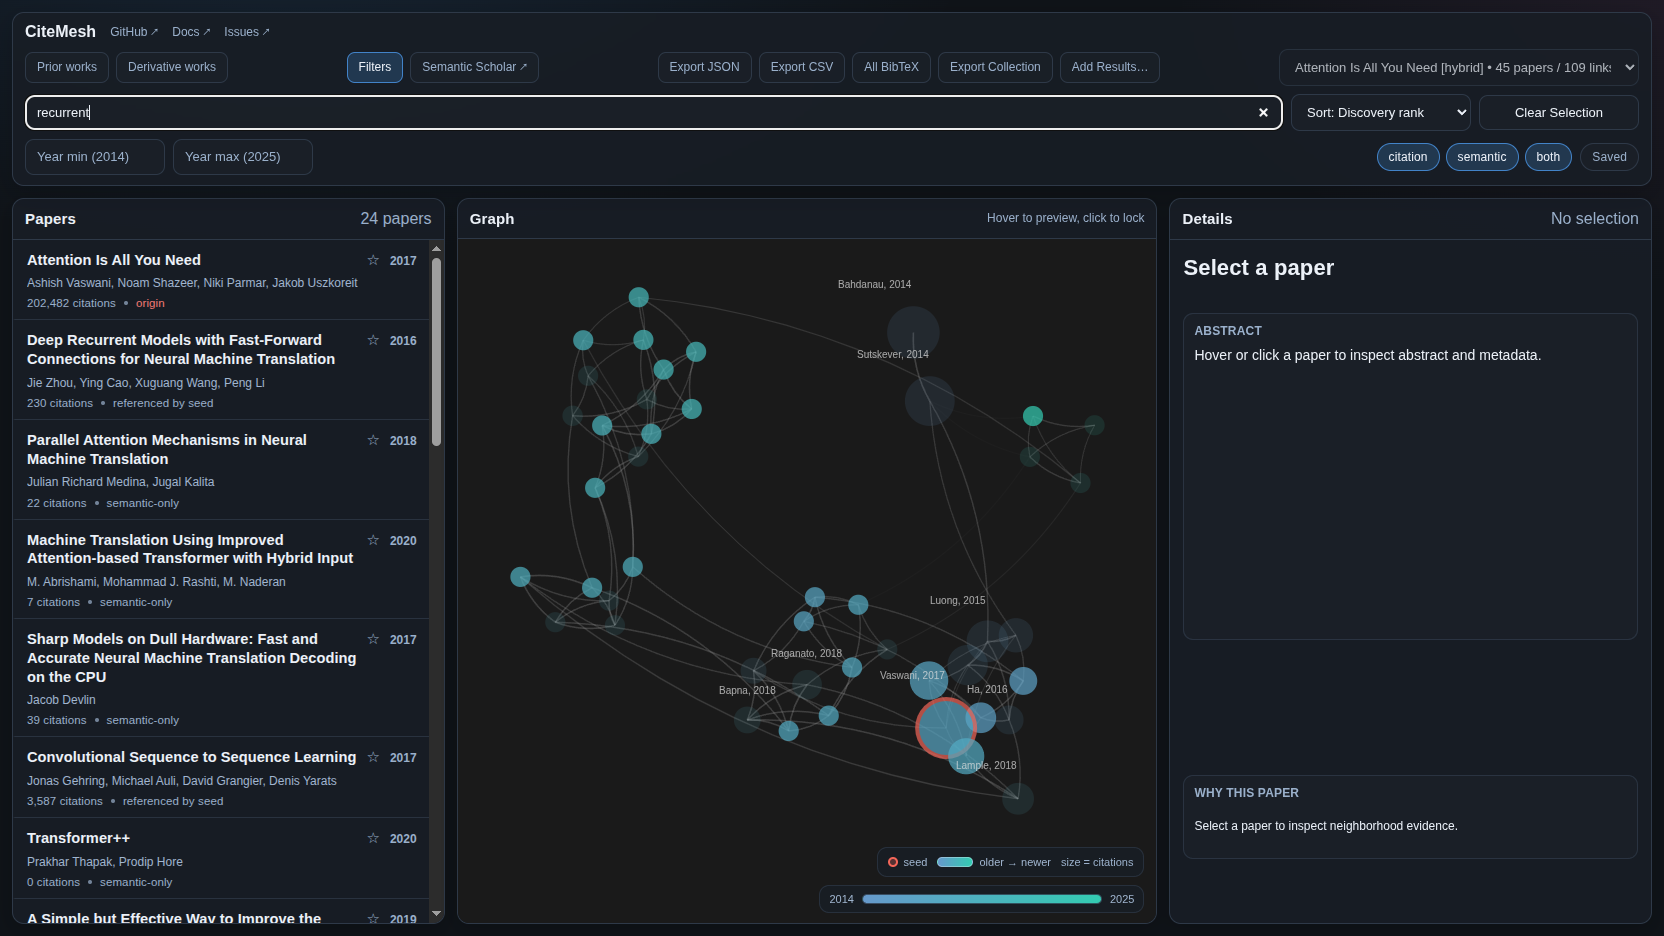 CiteMesh GitHub ↗ Docs ↗ Issues ↗
Prior works Derivative works Filters Semantic Scholar ↗ Export JSON Export CSV All BibTeX Export Collection Add Results… Attention Is All You Need [hybrid] • 45 papers / 109 links
recurrent × Sort: Discovery rank Clear Selection
Year min (2014) Year max (2025) citation semantic both Saved
Papers 24 papers
Attention Is All You Need ☆ 2017
Ashish Vaswani, Noam Shazeer, Niki Parmar, Jakob Uszkoreit
202,482 citations • origin
Deep Recurrent Models with Fast-Forward ☆ 2016
Connections for Neural Machine Translation
Jie Zhou, Ying Cao, Xuguang Wang, Peng Li
230 citations • referenced by seed
Parallel Attention Mechanisms in Neural ☆ 2018
Machine Translation
Julian Richard Medina, Jugal Kalita
22 citations • semantic-only
Machine Translation Using Improved ☆ 2020
Attention-based Transformer with Hybrid Input
M. Abrishami, Mohammad J. Rashti, M. Naderan
7 citations • semantic-only
Sharp Models on Dull Hardware: Fast and ☆ 2017
Accurate Neural Machine Translation Decoding
on the CPU
Jacob Devlin
39 citations • semantic-only
Convolutional Sequence to Sequence Learning ☆ 2017
Jonas Gehring, Michael Auli, David Grangier, Denis Yarats
3,587 citations • referenced by seed
Transformer++ ☆ 2020
Prakhar Thapak, Prodip Hore
0 citations • semantic-only
A Simple but Effective Way to Improve the ☆ 2019
Graph Hover to preview, click to lock
Bahdanau, 2014
Sutskever, 2014
Luong, 2015
Raganato, 2018
Vaswani, 2017
Bapna, 2018
Ha, 2016
Lample, 2018
seed older → newer size = citations
2014 2025
Details No selection
Select a paper
ABSTRACT
Hover or click a paper to inspect abstract and metadata.
WHY THIS PAPER
Select a paper to inspect neighborhood evidence.